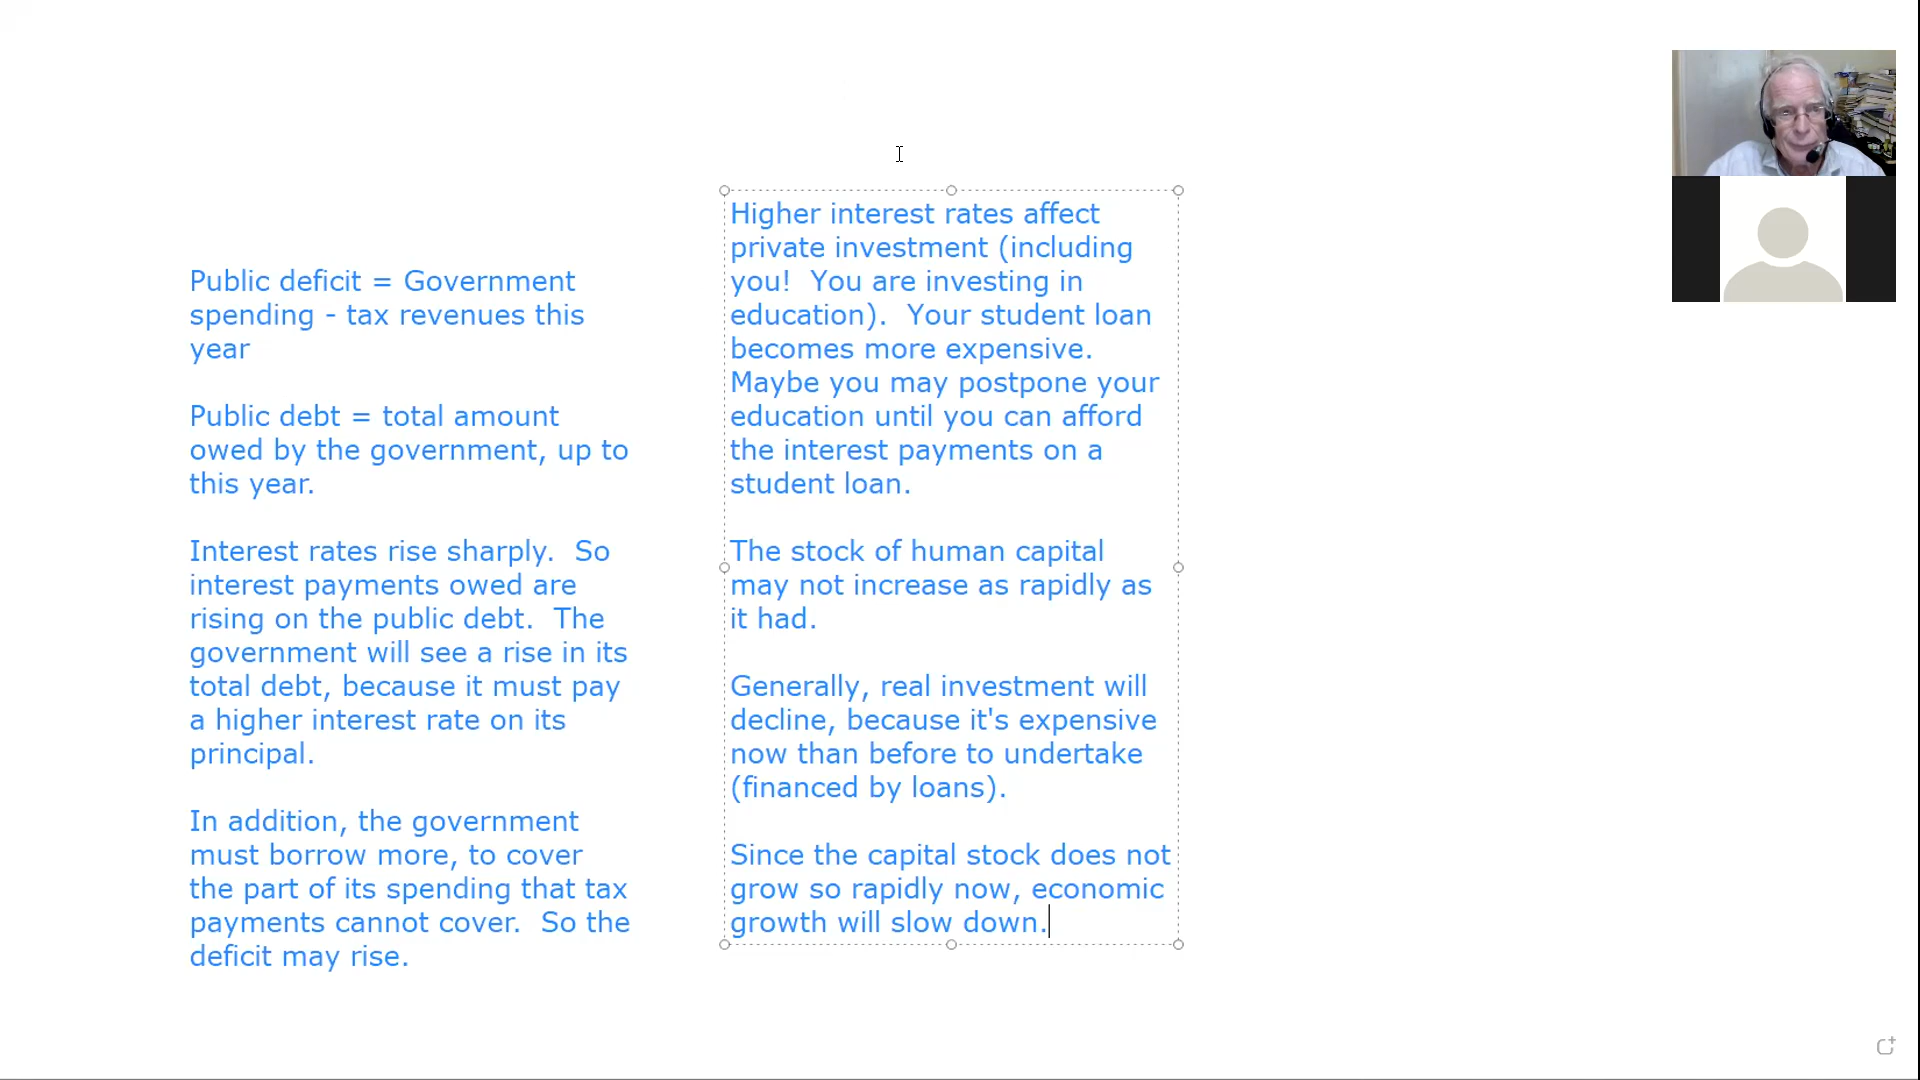 Public deficit = Government
spending - tax revenues this
year
Public debt = total amount
owed by the government, up to
this year.
Interest rates rise sharply.  So
interest payments owed are
rising on the public debt.  The
government will see a rise in its
total debt, because it must pay
a higher interest rate on its
principal.
In addition, the government
must borrow more, to cover
the part of its spending that tax
payments cannot cover.  So the
deficit may rise.
Higher interest rates affect
private investment (including
you!  You are investing in
education).  Your student loan
becomes more expensive.
Maybe you may postpone your
education until you can afford
the interest payments on a
student loan.
The stock of human capital
may not increase as rapidly as
it had.
Generally, real investment will
decline, because it's expensive
now than before to undertake
(financed by loans).
Since the capital stock does not
grow so rapidly now, economic
growth will slow down.